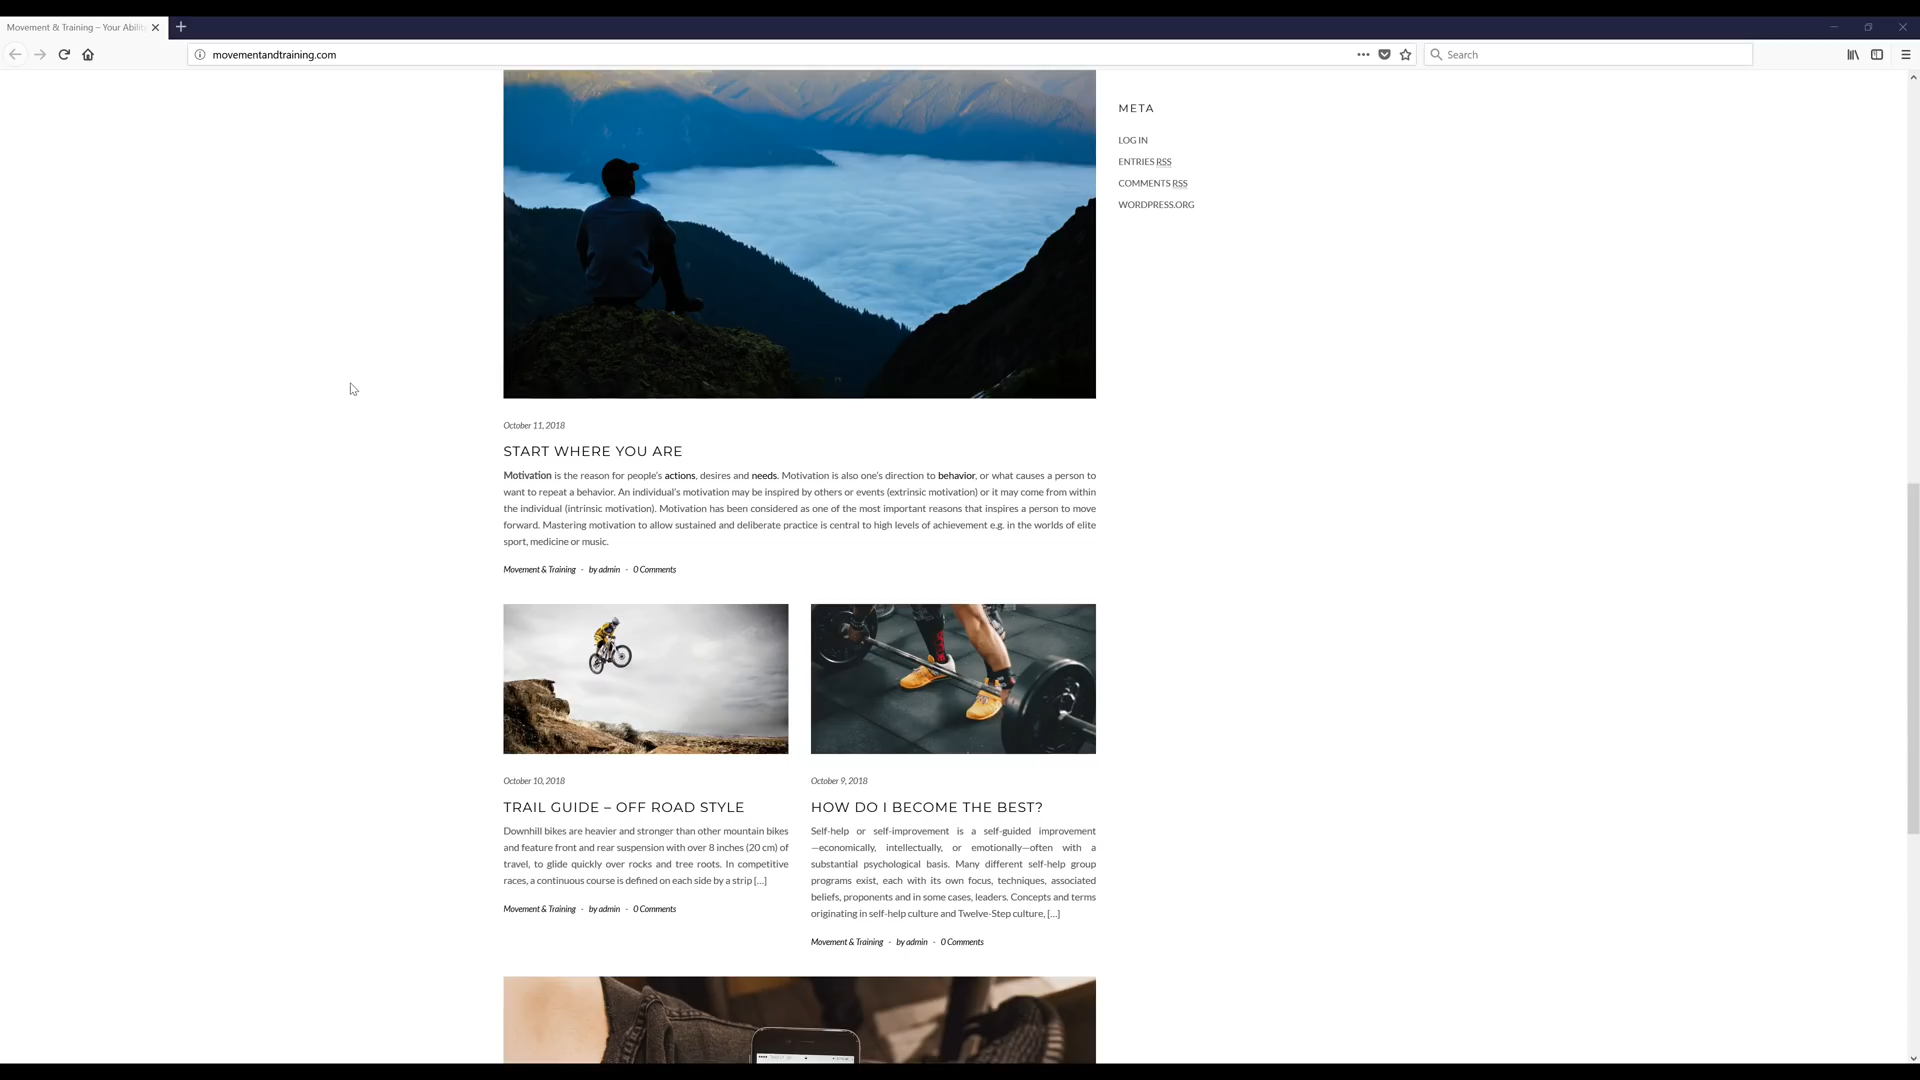 Movement & Training – Your Abili
movementandtraining.com
Search
META
LOG IN
ENTRIES RSS
COMMENTS RSS
WORDPRESS.ORG
October 11, 2018
START WHERE YOU ARE
Motivation is the reason for people's actions, desires and needs. Motivation is also one's direction to behavior, or what causes a person to
want to repeat a behavior. An individual's motivation may be inspired by others or events (extrinsic motivation) or it may come from within
the individual (intrinsic motivation). Motivation has been considered as one of the most important reasons that inspires a person to move
forward. Mastering motivation to allow sustained and deliberate practice is central to high levels of achievement e.g. in the worlds of elite
sport, medicine or music.
Movement & Training - by admin - 0 Comments
October 10, 2018
TRAIL GUIDE – OFF ROAD STYLE
Downhill bikes are heavier and stronger than other mountain bikes
and feature front and rear suspension with over 8 inches (20 cm) of
travel, to glide quickly over rocks and tree roots. In competitive
races, a continuous course is defined on each side by a strip [...]
Movement & Training - by admin - 0 Comments
October 9, 2018
HOW DO I BECOME THE BEST?
Self-help or self-improvement is a self-guided improvement
—economically, intellectually, or emotionally—often with a
substantial psychological basis. Many different self-help group
programs exist, each with its own focus, techniques, associated
beliefs, proponents and in some cases, leaders. Concepts and terms
originating in self-help culture and Twelve-Step culture, [...]
Movement & Training - by admin - 0 Comments